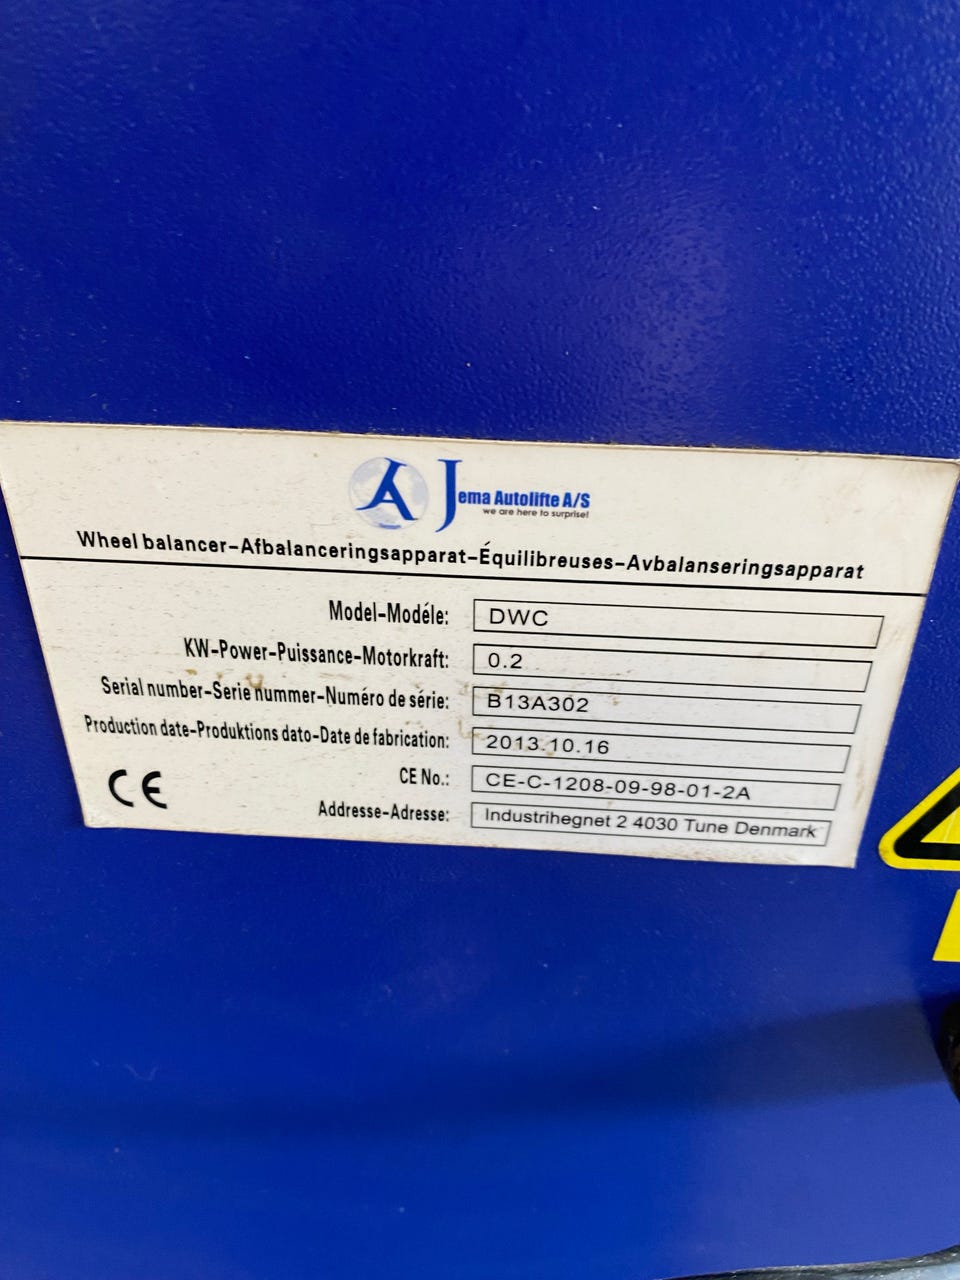 A Jema Autolifte A/S
we are here to surprise!
Wheel balancer-Afbalanceringsapparat-Équilibreuses-Avbalanseringsapparat
Model-Modéle: DWC
KW-Power-Puissance-Motorkraft: 0.2
Serial number-Serie nummer-Numéro de série: B13A302
Production date-Produktions dato-Date de fabrication: 2013.10.16
CE No.: CE-C-1208-09-98-01-2A
Addresse-Adresse: Industrihegnet 2 4030 Tune Denmark
CE